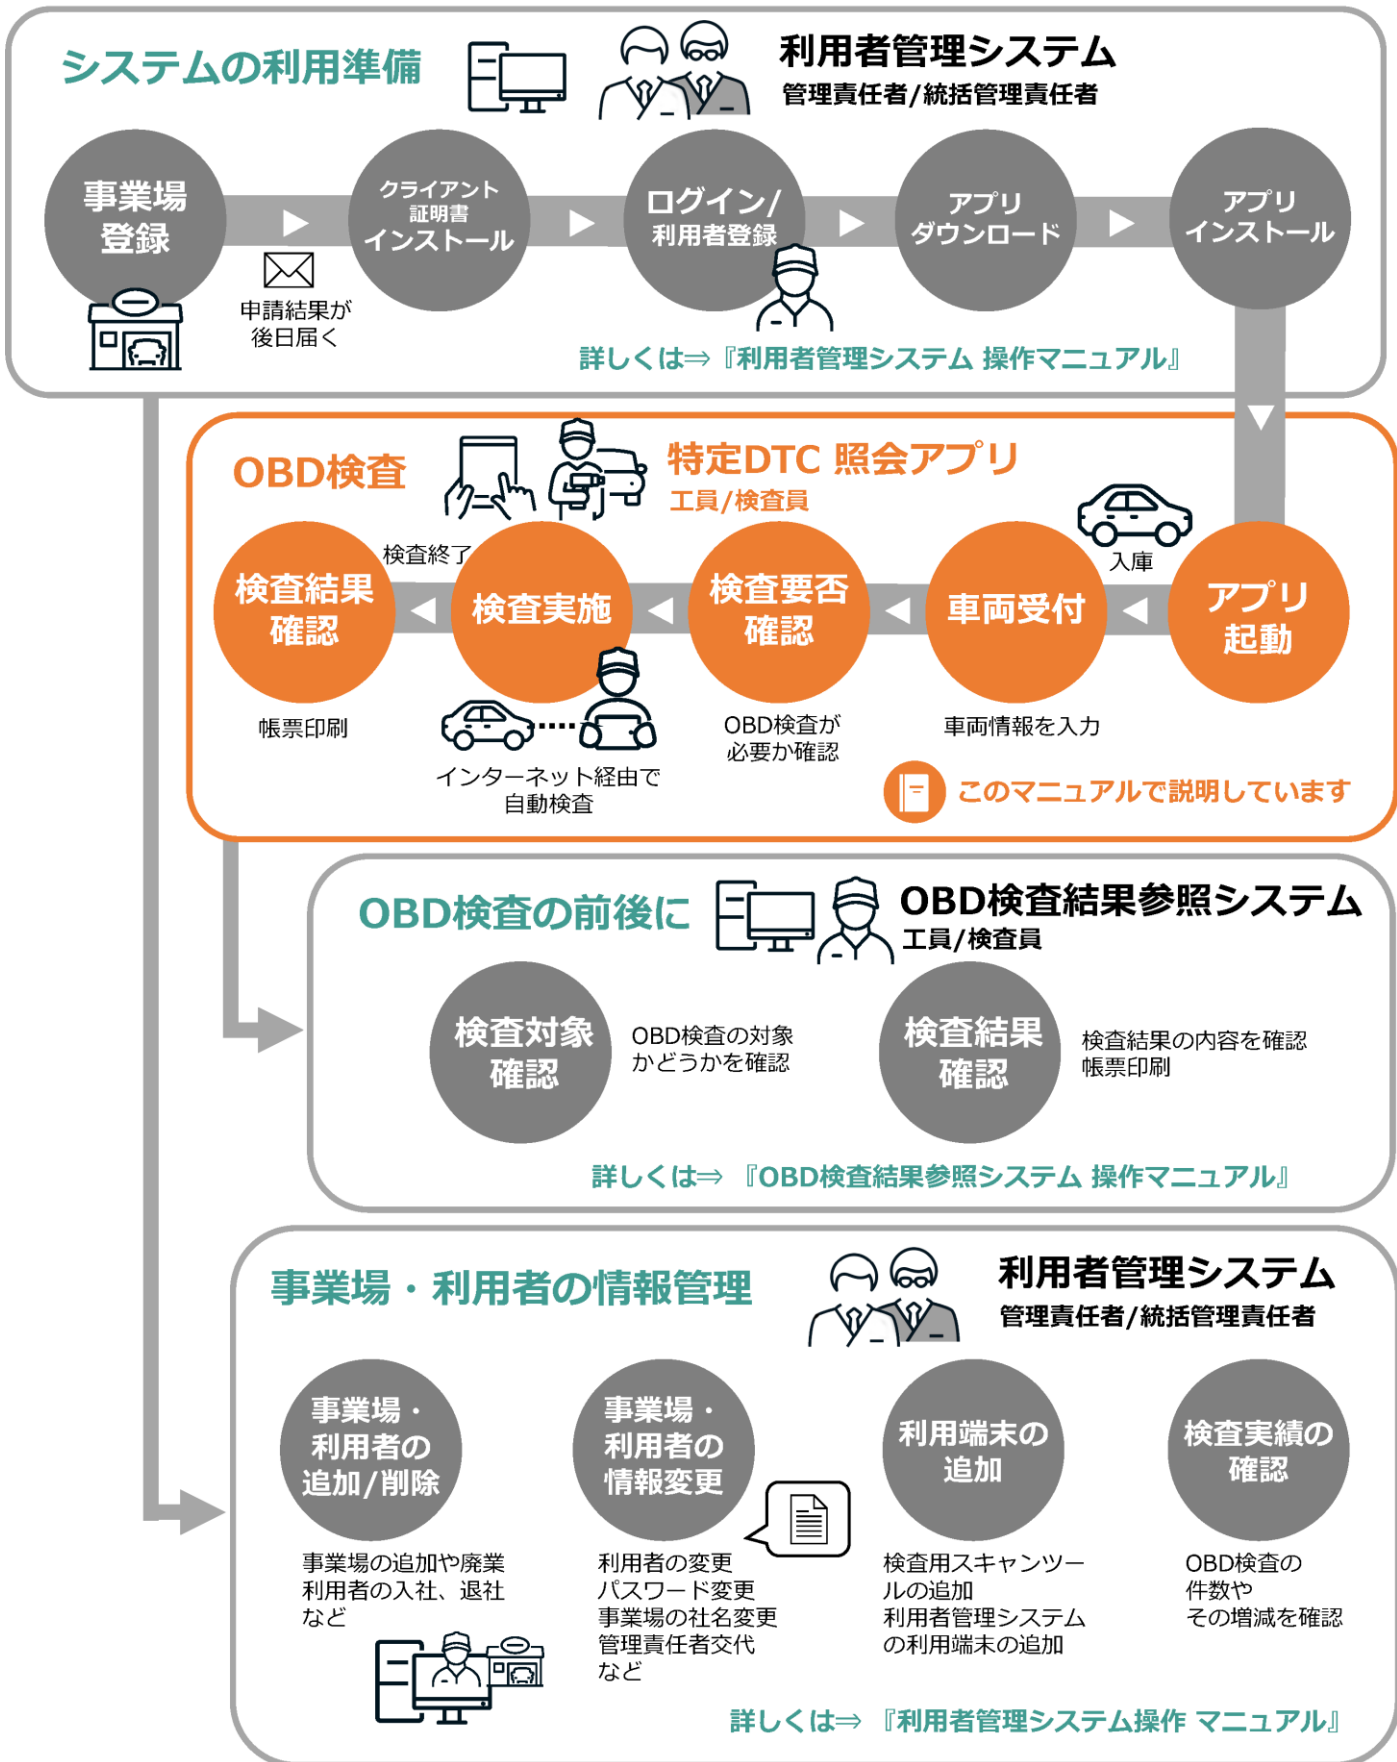 システムの利用準備
利用者管理システム
管理責任者/統括管理責任者
事業場
登録
クライアント
証明書
インストール
ログイン/
利用者登録
アプリ
ダウンロード
アプリ
インストール
申請結果が
後日届く
詳しくは⇒『利用者管理システム 操作マニュアル』
OBD検査
特定DTC 照会アプリ
工員/検査員
入庫
アプリ
起動
車両受付
検査要否
確認
検査実施
検査終了
検査結果
確認
車両情報を入力
OBD検査が
必要か確認
インターネット経由で
自動検査
帳票印刷
このマニュアルで説明しています
OBD検査の前後に
OBD検査結果参照システム
工員/検査員
検査対象
確認
OBD検査の対象
かどうかを確認
検査結果
確認
検査結果の内容を確認
帳票印刷
詳しくは⇒ 『OBD検査結果参照システム 操作マニュアル』
事業場・利用者の情報管理
利用者管理システム
管理責任者/統括管理責任者
事業場・
利用者の
追加/削除
事業場の追加や廃業
利用者の入社、退社
など
事業場・
利用者の
情報変更
利用者の変更
パスワード変更
事業場の社名変更
管理責任者交代
など
利用端末の
追加
検査用スキャンツー
ルの追加
利用者管理システム
の利用端末の追加
検査実績の
確認
OBD検査の
件数や
その増減を確認
詳しくは⇒ 『利用者管理システム操作 マニュアル』